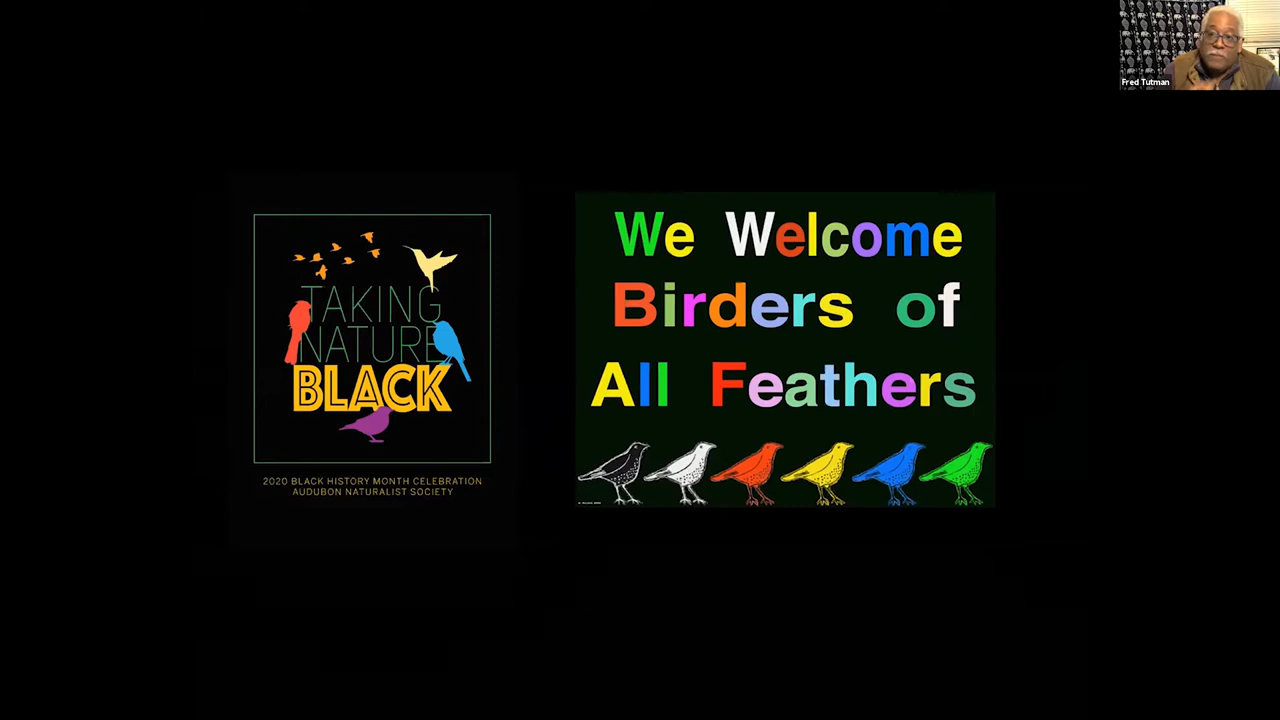 Fred Tutman
TAKING
NATURE
BLACK
2020 BLACK HISTORY MONTH CELEBRATION
AUDUBON NATURALIST SOCIETY
We Welcome
Birders of
All Feathers